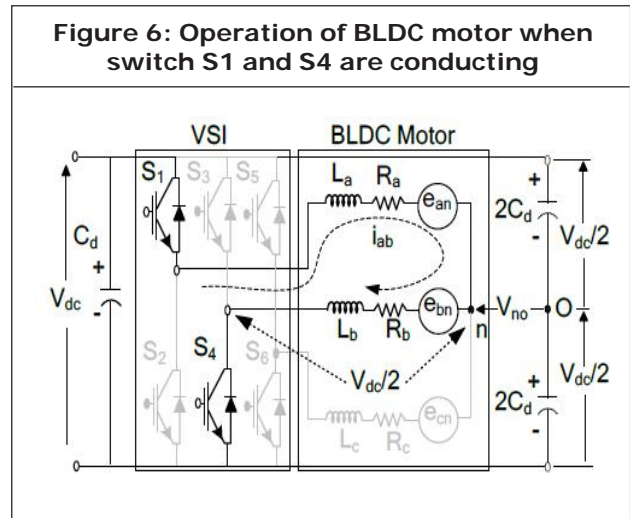 Figure 6: Operation of BLDC motor when
switch S1 and S4 are conducting
VSI
BLDC Motor
S1
S3
S5
La
Ra
ean
+
2Cd
-
Vdc/2
Cd
+
-
Vdc
iab
ebn
n
Vno
O
S2
S4
S6
Lb
Rb
Vdc/2
+
2Cd
-
Vdc/2
Lc
Rc
ecn